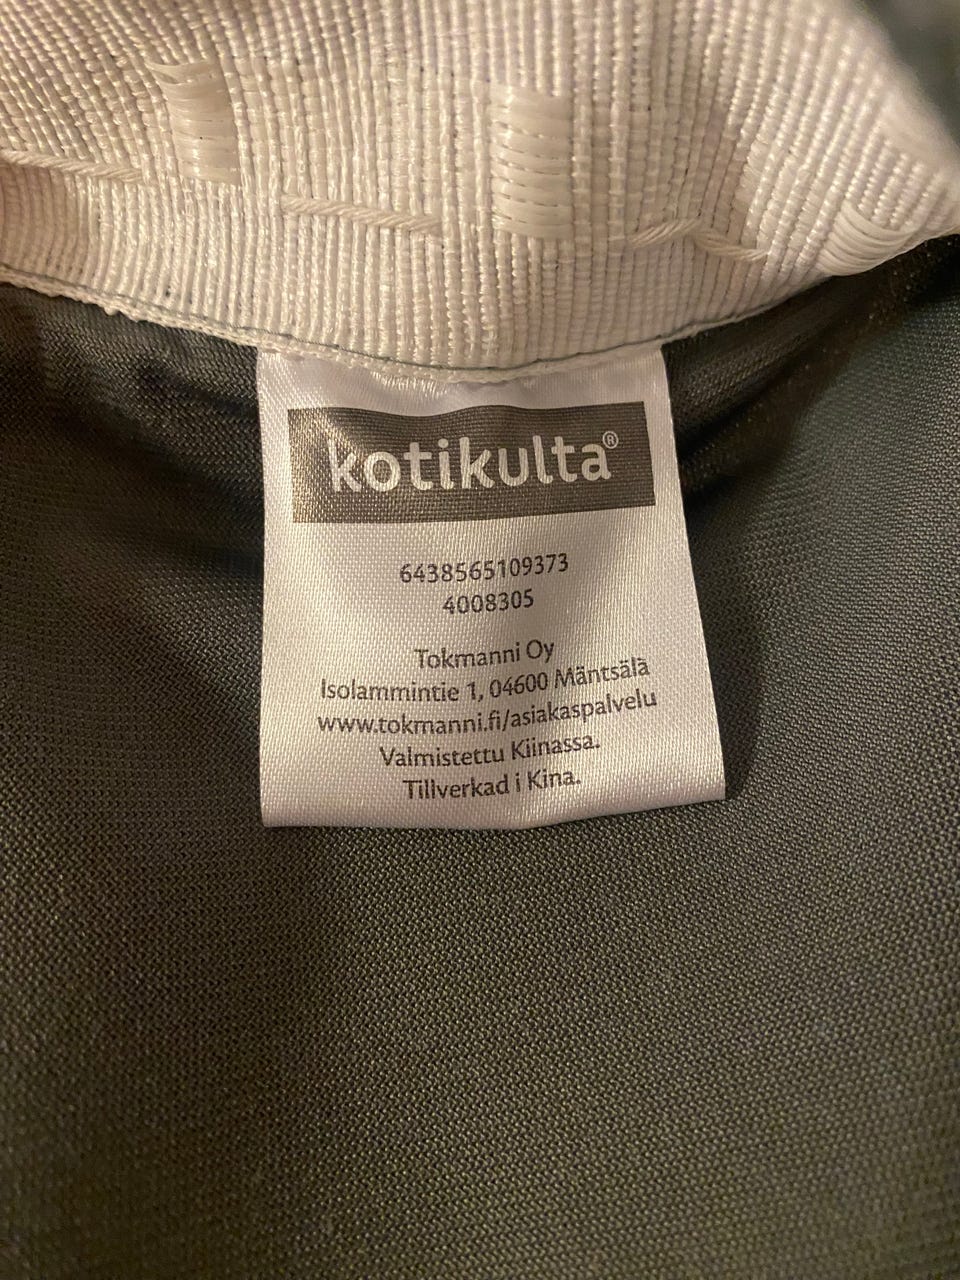 kotikulta®
6438565109373
4008305
Tokmanni Oy
Isolammintie 1, 04600 Mäntsälä
www.tokmanni.fi/asiakaspalvelu
Valmistettu Kiinassa.
Tillverkad i Kina.